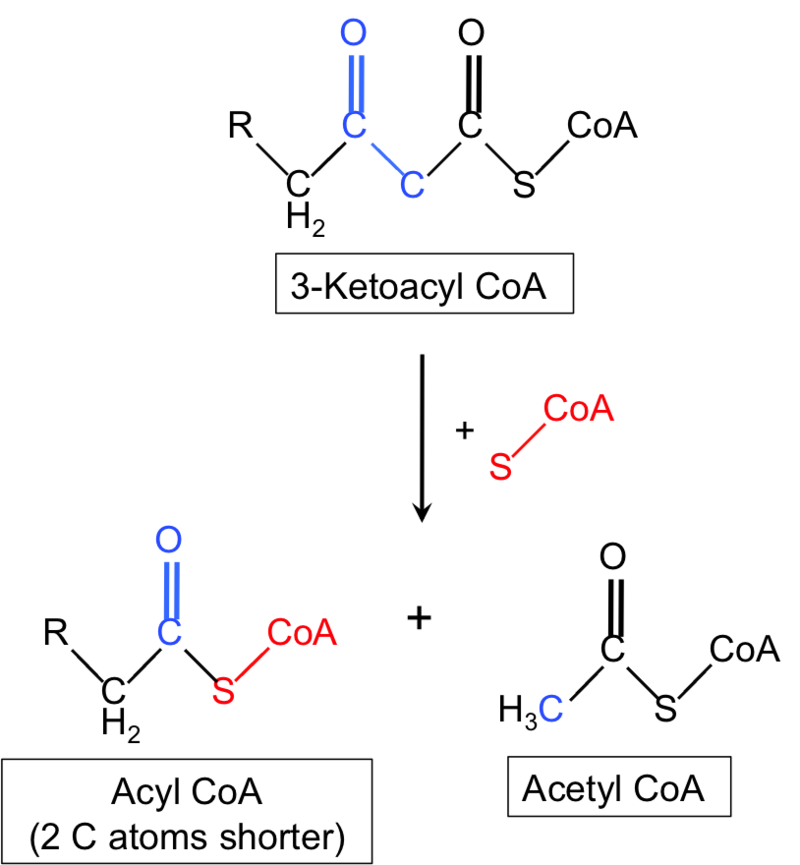 O O
R C C CoA
C C S
H2
3-Ketoacyl CoA
+ CoA
S
O O
R C CoA + C CoA
C S H3C S
H2
Acyl CoA
(2 C atoms shorter)
Acetyl CoA